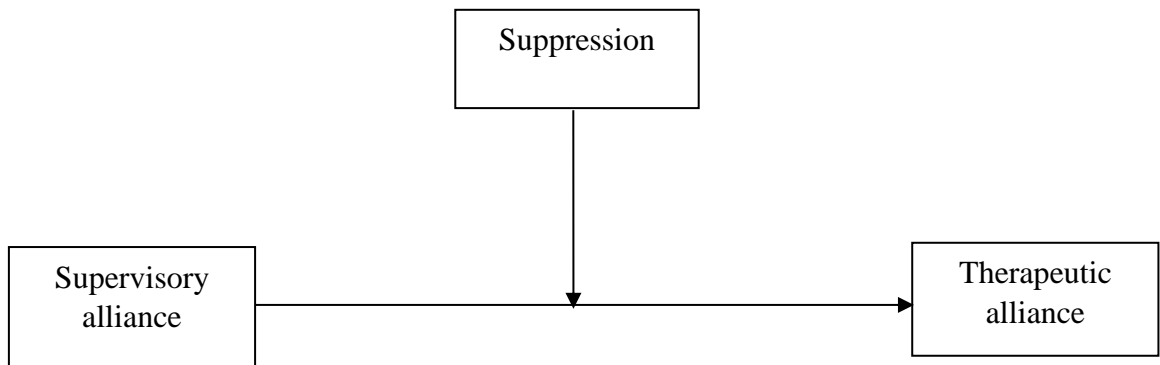 Suppression
Supervisory
alliance
Therapeutic
alliance